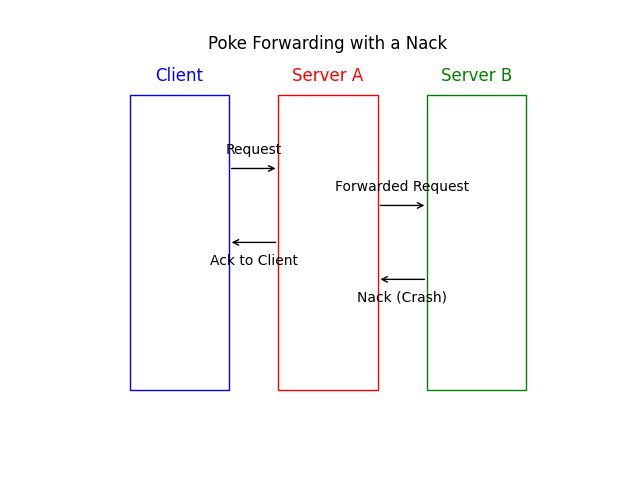 Poke Forwarding with a Nack
Client
Server A
Server B
Request
Forwarded Request
Ack to Client
Nack (Crash)